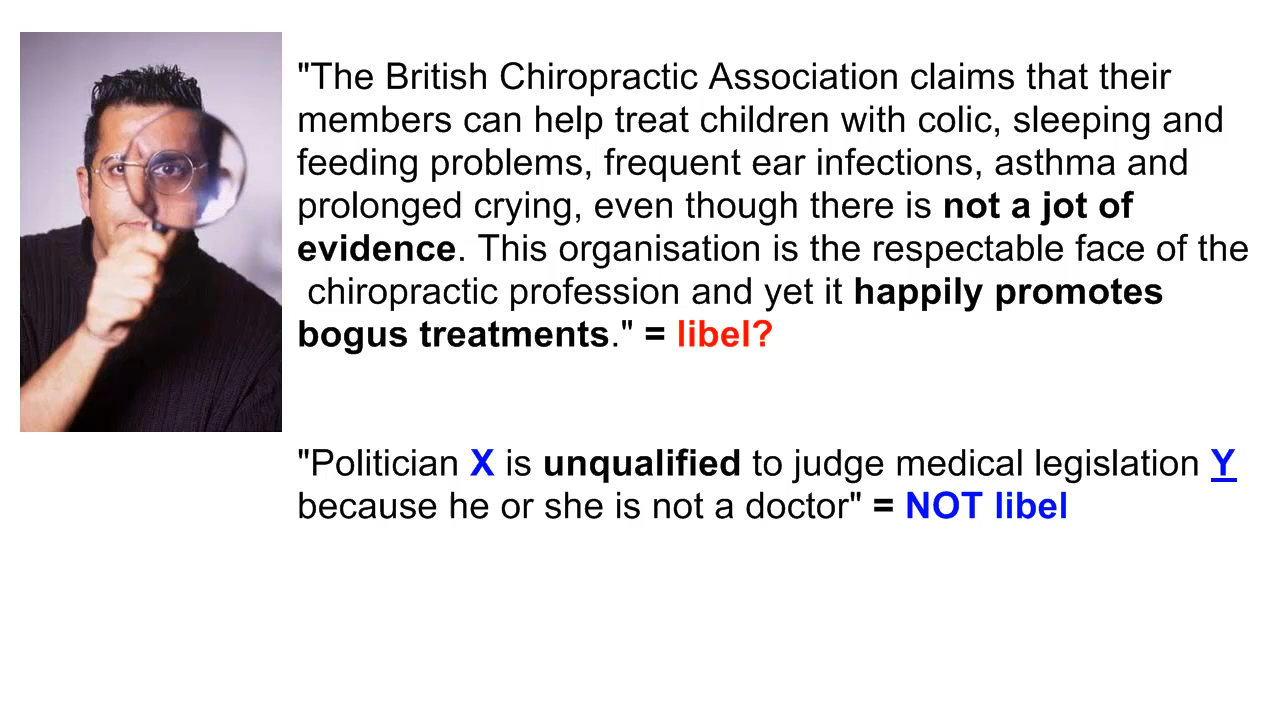 "The British Chiropractic Association claims that their
members can help treat children with colic, sleeping and
feeding problems, frequent ear infections, asthma and
prolonged crying, even though there is not a jot of
evidence. This organisation is the respectable face of the
chiropractic profession and yet it happily promotes
bogus treatments." = libel?
"Politician X is unqualified to judge medical legislation Y
because he or she is not a doctor" = NOT libel